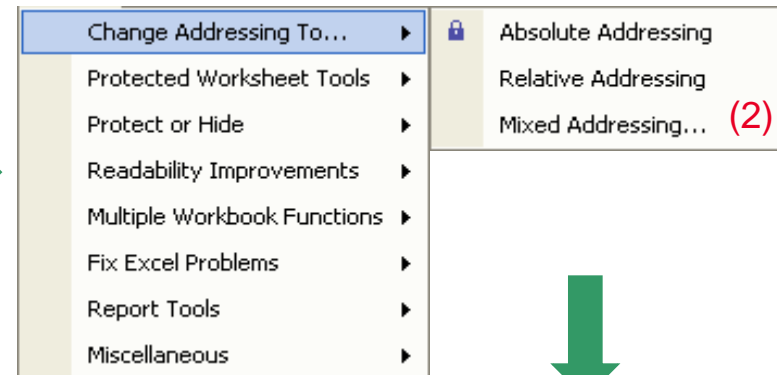 Change Addressing To...
Protected Worksheet Tools
Protect or Hide
Readability Improvements
Multiple Workbook Functions
Fix Excel Problems
Report Tools
Miscellaneous
Absolute Addressing
Relative Addressing
Mixed Addressing... (2)